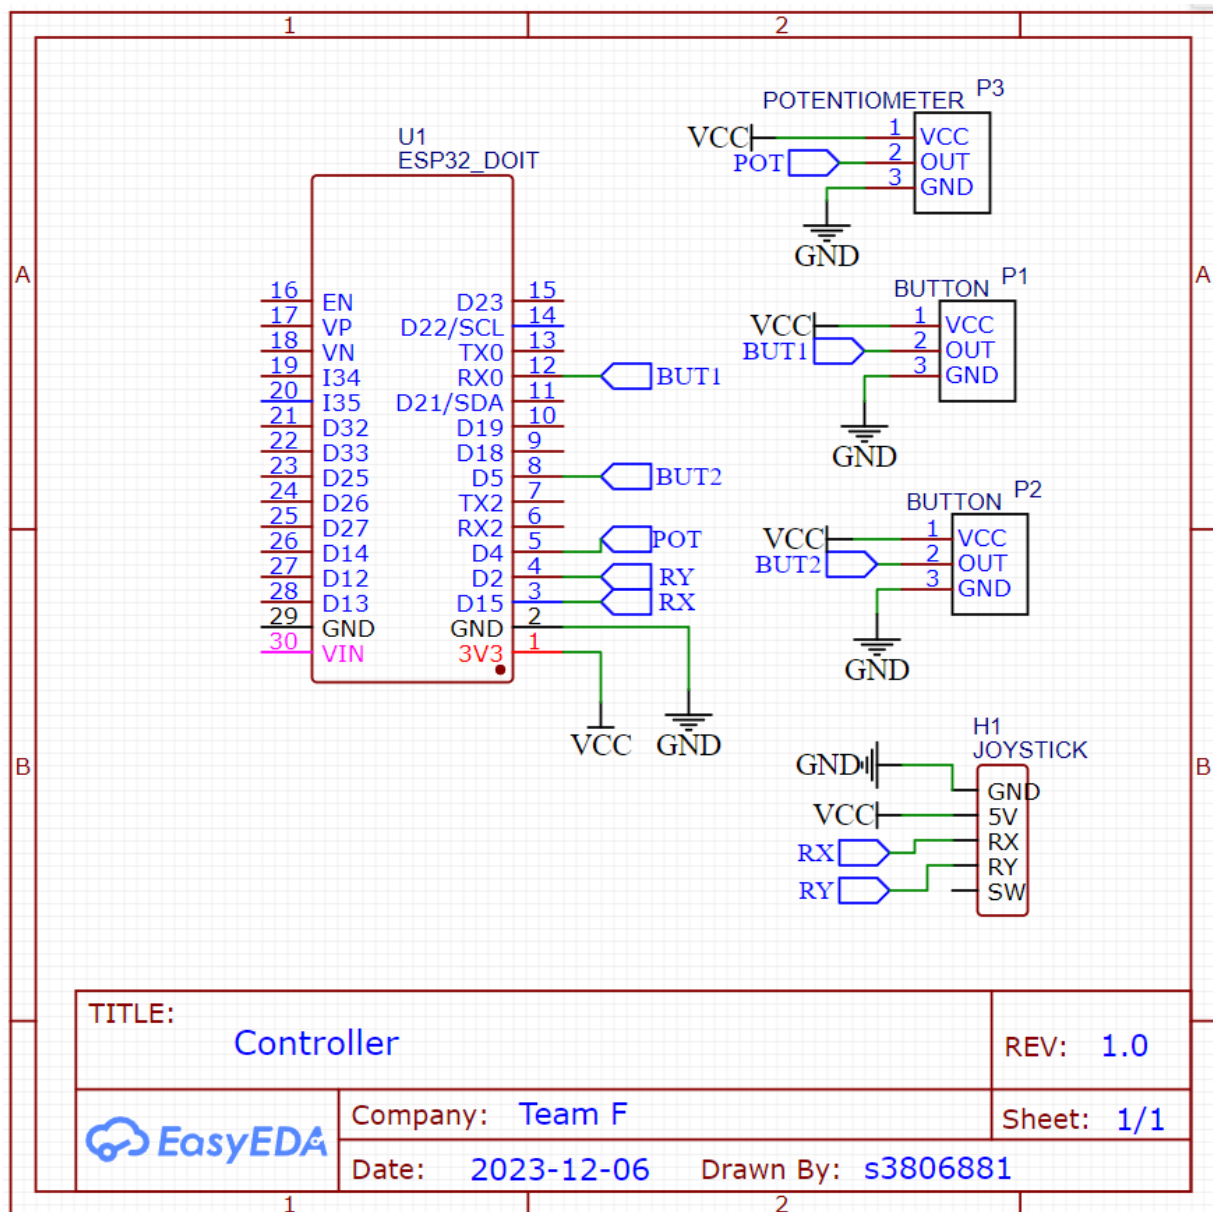 1 2
POTENTIOMETER P3
VCC 1 VCC
POT 2 OUT
3 GND
GND
U1
ESP32_DOIT
A A
BUTTON P1
VCC 1 VCC
BUT1 2 OUT
3 GND
GND
16 EN D23 15
17 VP D22/SCL 14
18 VN TX0 13
19 I34 RX0 12 BUT1
20 I35 D21/SDA 11
21 D32 D19 10
22 D33 D18 9
23 D25 D5 8 BUT2
24 D26 TX2 7
25 D27 RX2 6
26 D14 D4 5 POT
27 D12 D2 4 RY
28 D13 D15 3 RX
29 GND GND 2
30 VIN 3V3 1
VCC GND
BUTTON P2
VCC 1 VCC
BUT2 2 OUT
3 GND
GND
B B
H1
JOYSTICK
GND GND
VCC 5V
RX RX
RY RY
SW
TITLE:
Controller
REV: 1.0
EasyEDA
Company: Team F
Sheet: 1/1
Date: 2023-12-06 Drawn By: s3806881
1 2